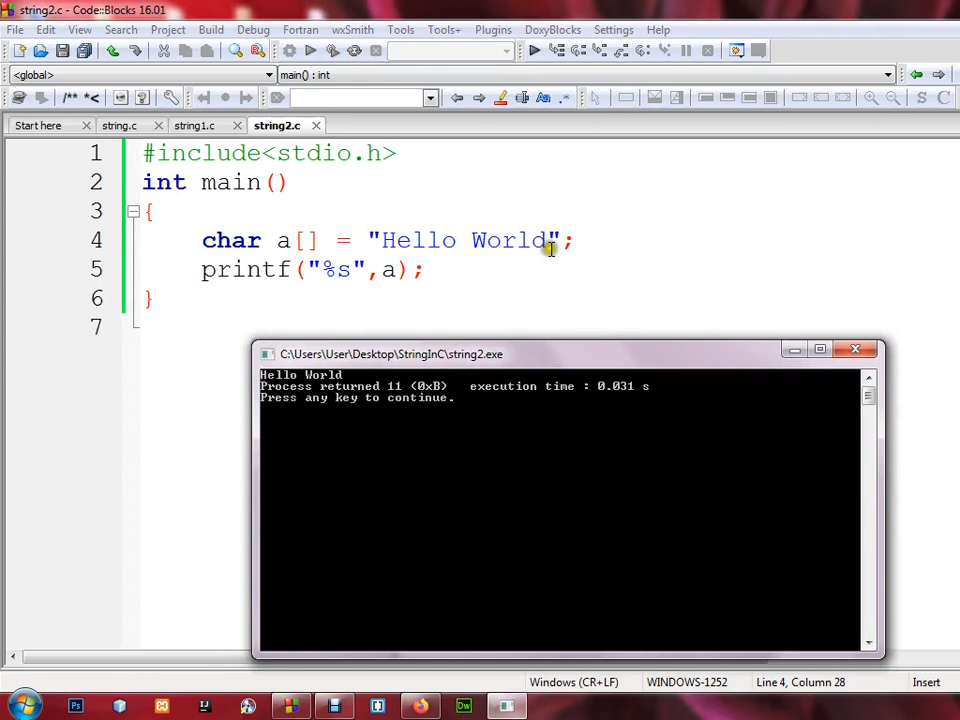 string2.c - Code::Blocks 16.01
File Edit View Search Project Build Debug Fortran wxSmith Tools Tools+ Plugins DoxyBlocks Settings Help
<global> main() : int
/** *<
Start here string.c string1.c string2.c
1 #include<stdio.h>
2 int main()
3 {
4 char a[] = "Hello World";
5 printf("%s",a);
6 }
7
C:\Users\User\Desktop\StringInC\string2.exe
Hello World
Process returned 11 (0xB) execution time : 0.031 s
Press any key to continue.
Windows (CR+LF) WINDOWS-1252 Line 4, Column 28 Insert
Ps Dw